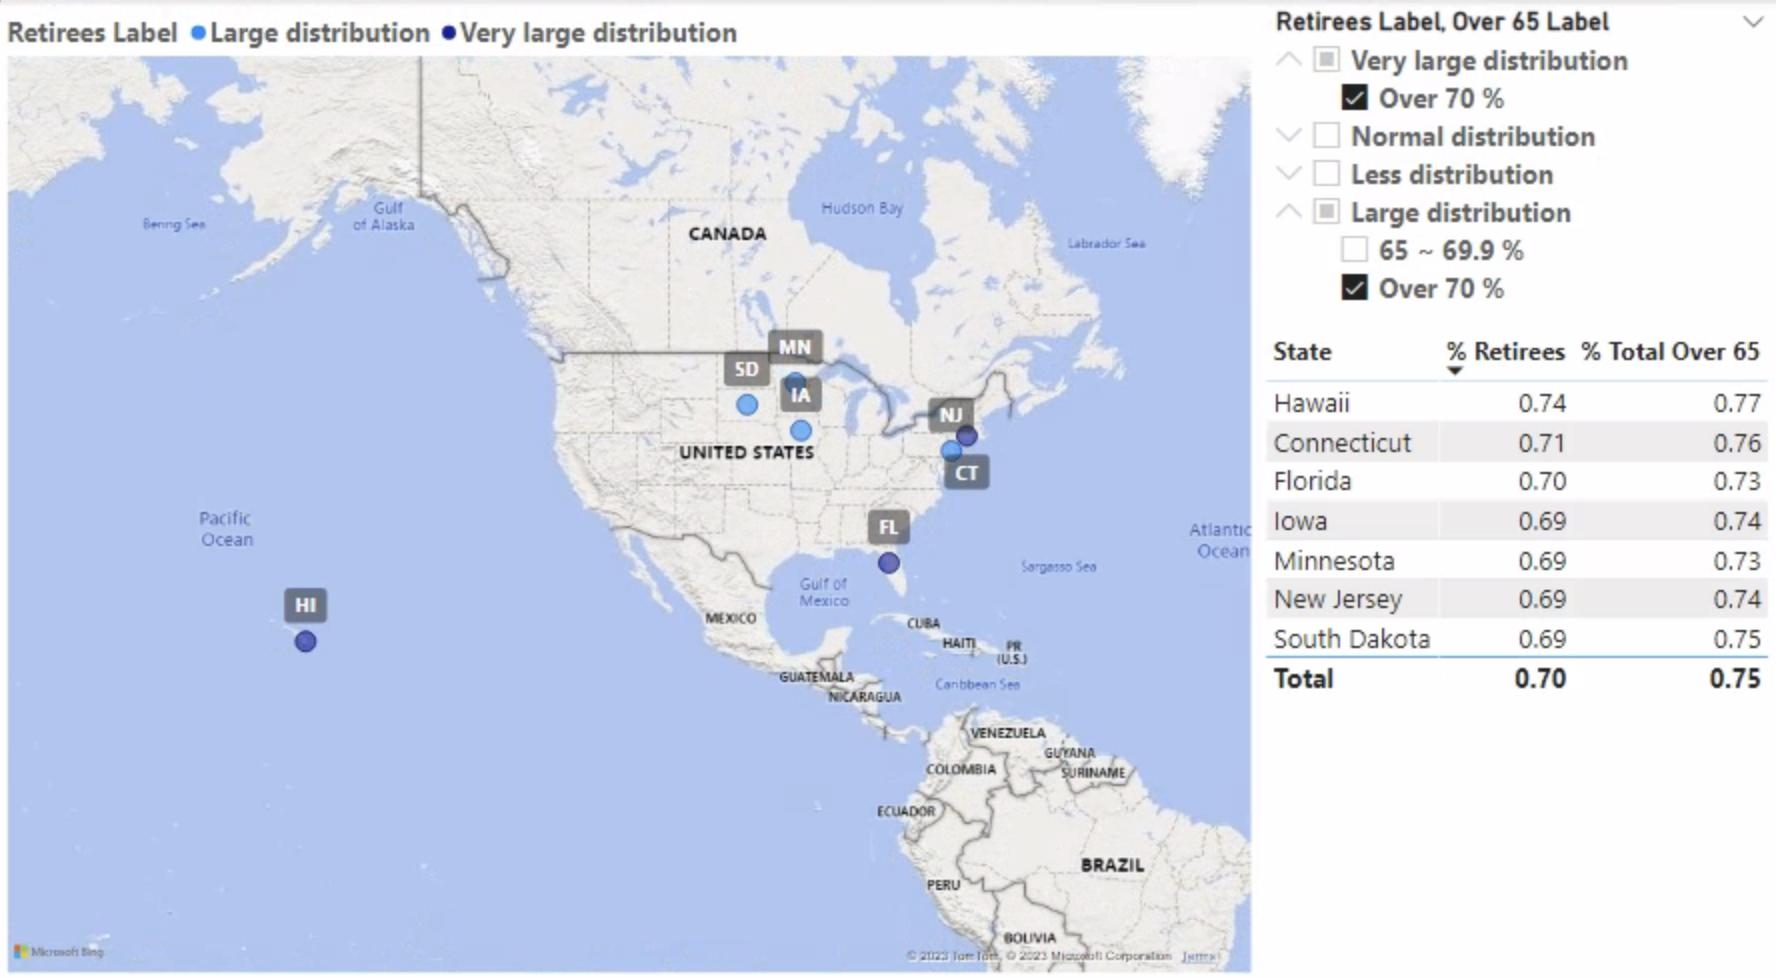 Retirees Label Large distribution Very large distribution
Bering Sea
Gulf
of Alaska
Hudson Bay
CANADA
Labrador Sea
MN
SD
IA
NJ
UNITED STATES
CT
FL
Pacific
Ocean
Atlantic
Ocean
Sargasso Sea
Gulf of
Mexico
HI
MEXICO
CUBA
HAITI
PR
(U.S.)
GUATEMALA
Caribbean Sea
NICARAGUA
VENEZUELA
GUYANA
COLOMBIA
SURINAME
ECUADOR
BRAZIL
PERU
BOLIVIA
Microsoft Bing
© 2023 TomTom, © 2023 Microsoft Corporation Terms
Retirees Label, Over 65 Label
Very large distribution
Over 70 %
Normal distribution
Less distribution
Large distribution
65 ~ 69.9 %
Over 70 %
State % Retirees % Total Over 65
Hawaii 0.74 0.77
Connecticut 0.71 0.76
Florida 0.70 0.73
Iowa 0.69 0.74
Minnesota 0.69 0.73
New Jersey 0.69 0.74
South Dakota 0.69 0.75
Total 0.70 0.75